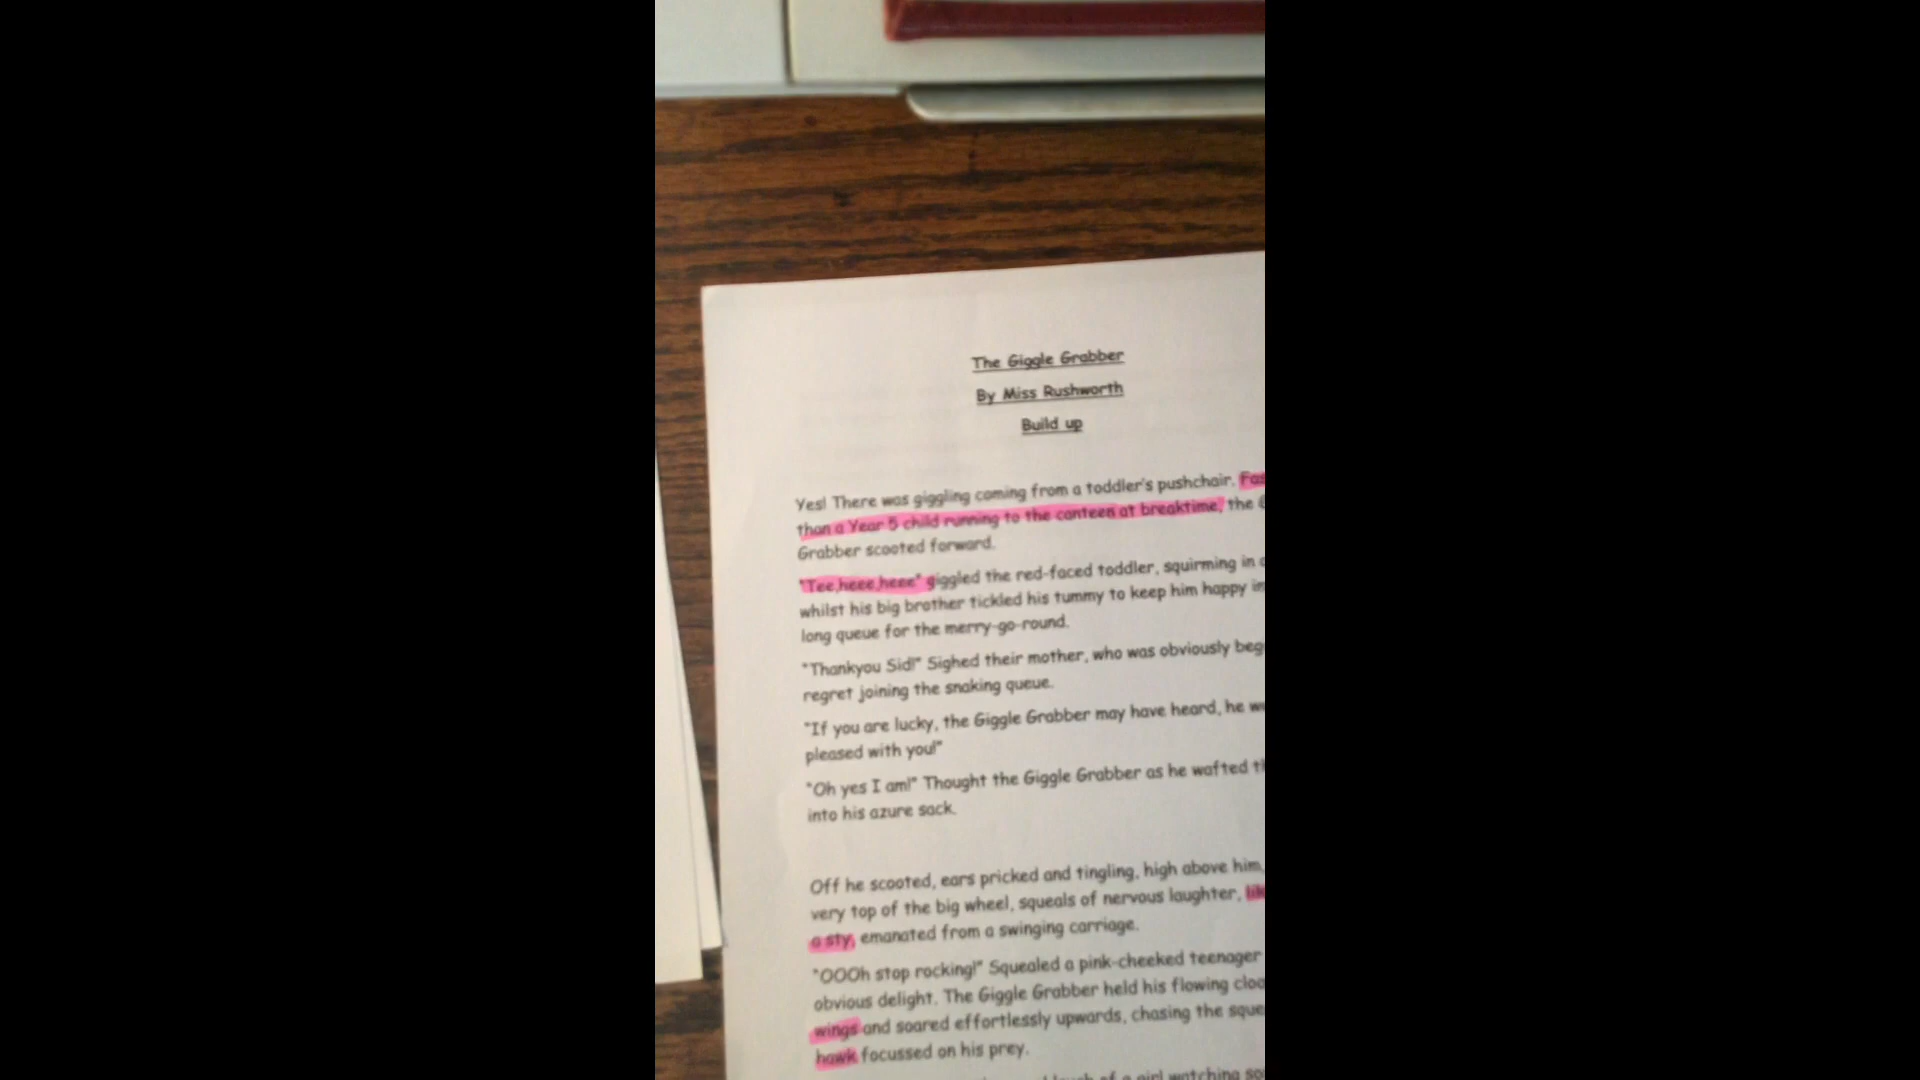 The Giggle Grabber
By Miss Rushworth
Build up
Yes! There was giggling coming from a toddler's pushchair.
than a Year 5 child running to the canteen at breaktime, the
Grabber scooted forward.
"Tee,heee,heee" giggled the red-faced toddler, squirming in
whilst his big brother tickled his tummy to keep him happy in
long queue for the merry-go-round.
"Thankyou Sid!" Sighed their mother, who was obviously
regret joining the snaking queue.
"If you are lucky, the Giggle Grabber may have heard, he
pleased with you!"
"Oh yes I am!" Thought the Giggle Grabber as he wafted
into his azure sack.
Off he scooted, ears pricked and tingling, high above him,
very top of the big wheel, squeals of nervous laughter,
a sty, emanated from a swinging carriage.
"OOOh stop rocking!" Squealed a pink-cheeked teenager
obvious delight. The Giggle Grabber held his flowing
wings and soared effortlessly upwards, chasing the
hawk focussed on his prey.
of a girl watching